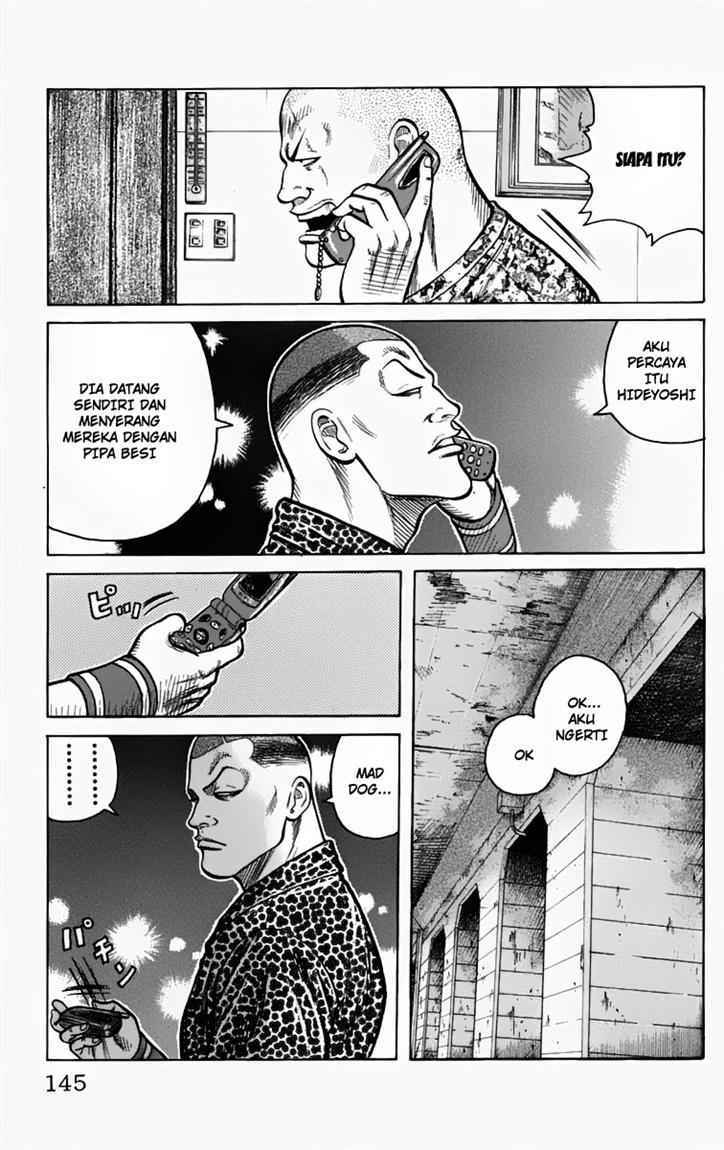 SIAPA ITU?
AKU
PERCAYA
ITU
HIDEYOSHI
DIA DATANG
SENDIRI DAN
MENYERANG
MEREKA DENGAN
PIPA BESI
OK...
AKU
NGERTI
OK
ピッ
MAD
DOG...
パチン
145